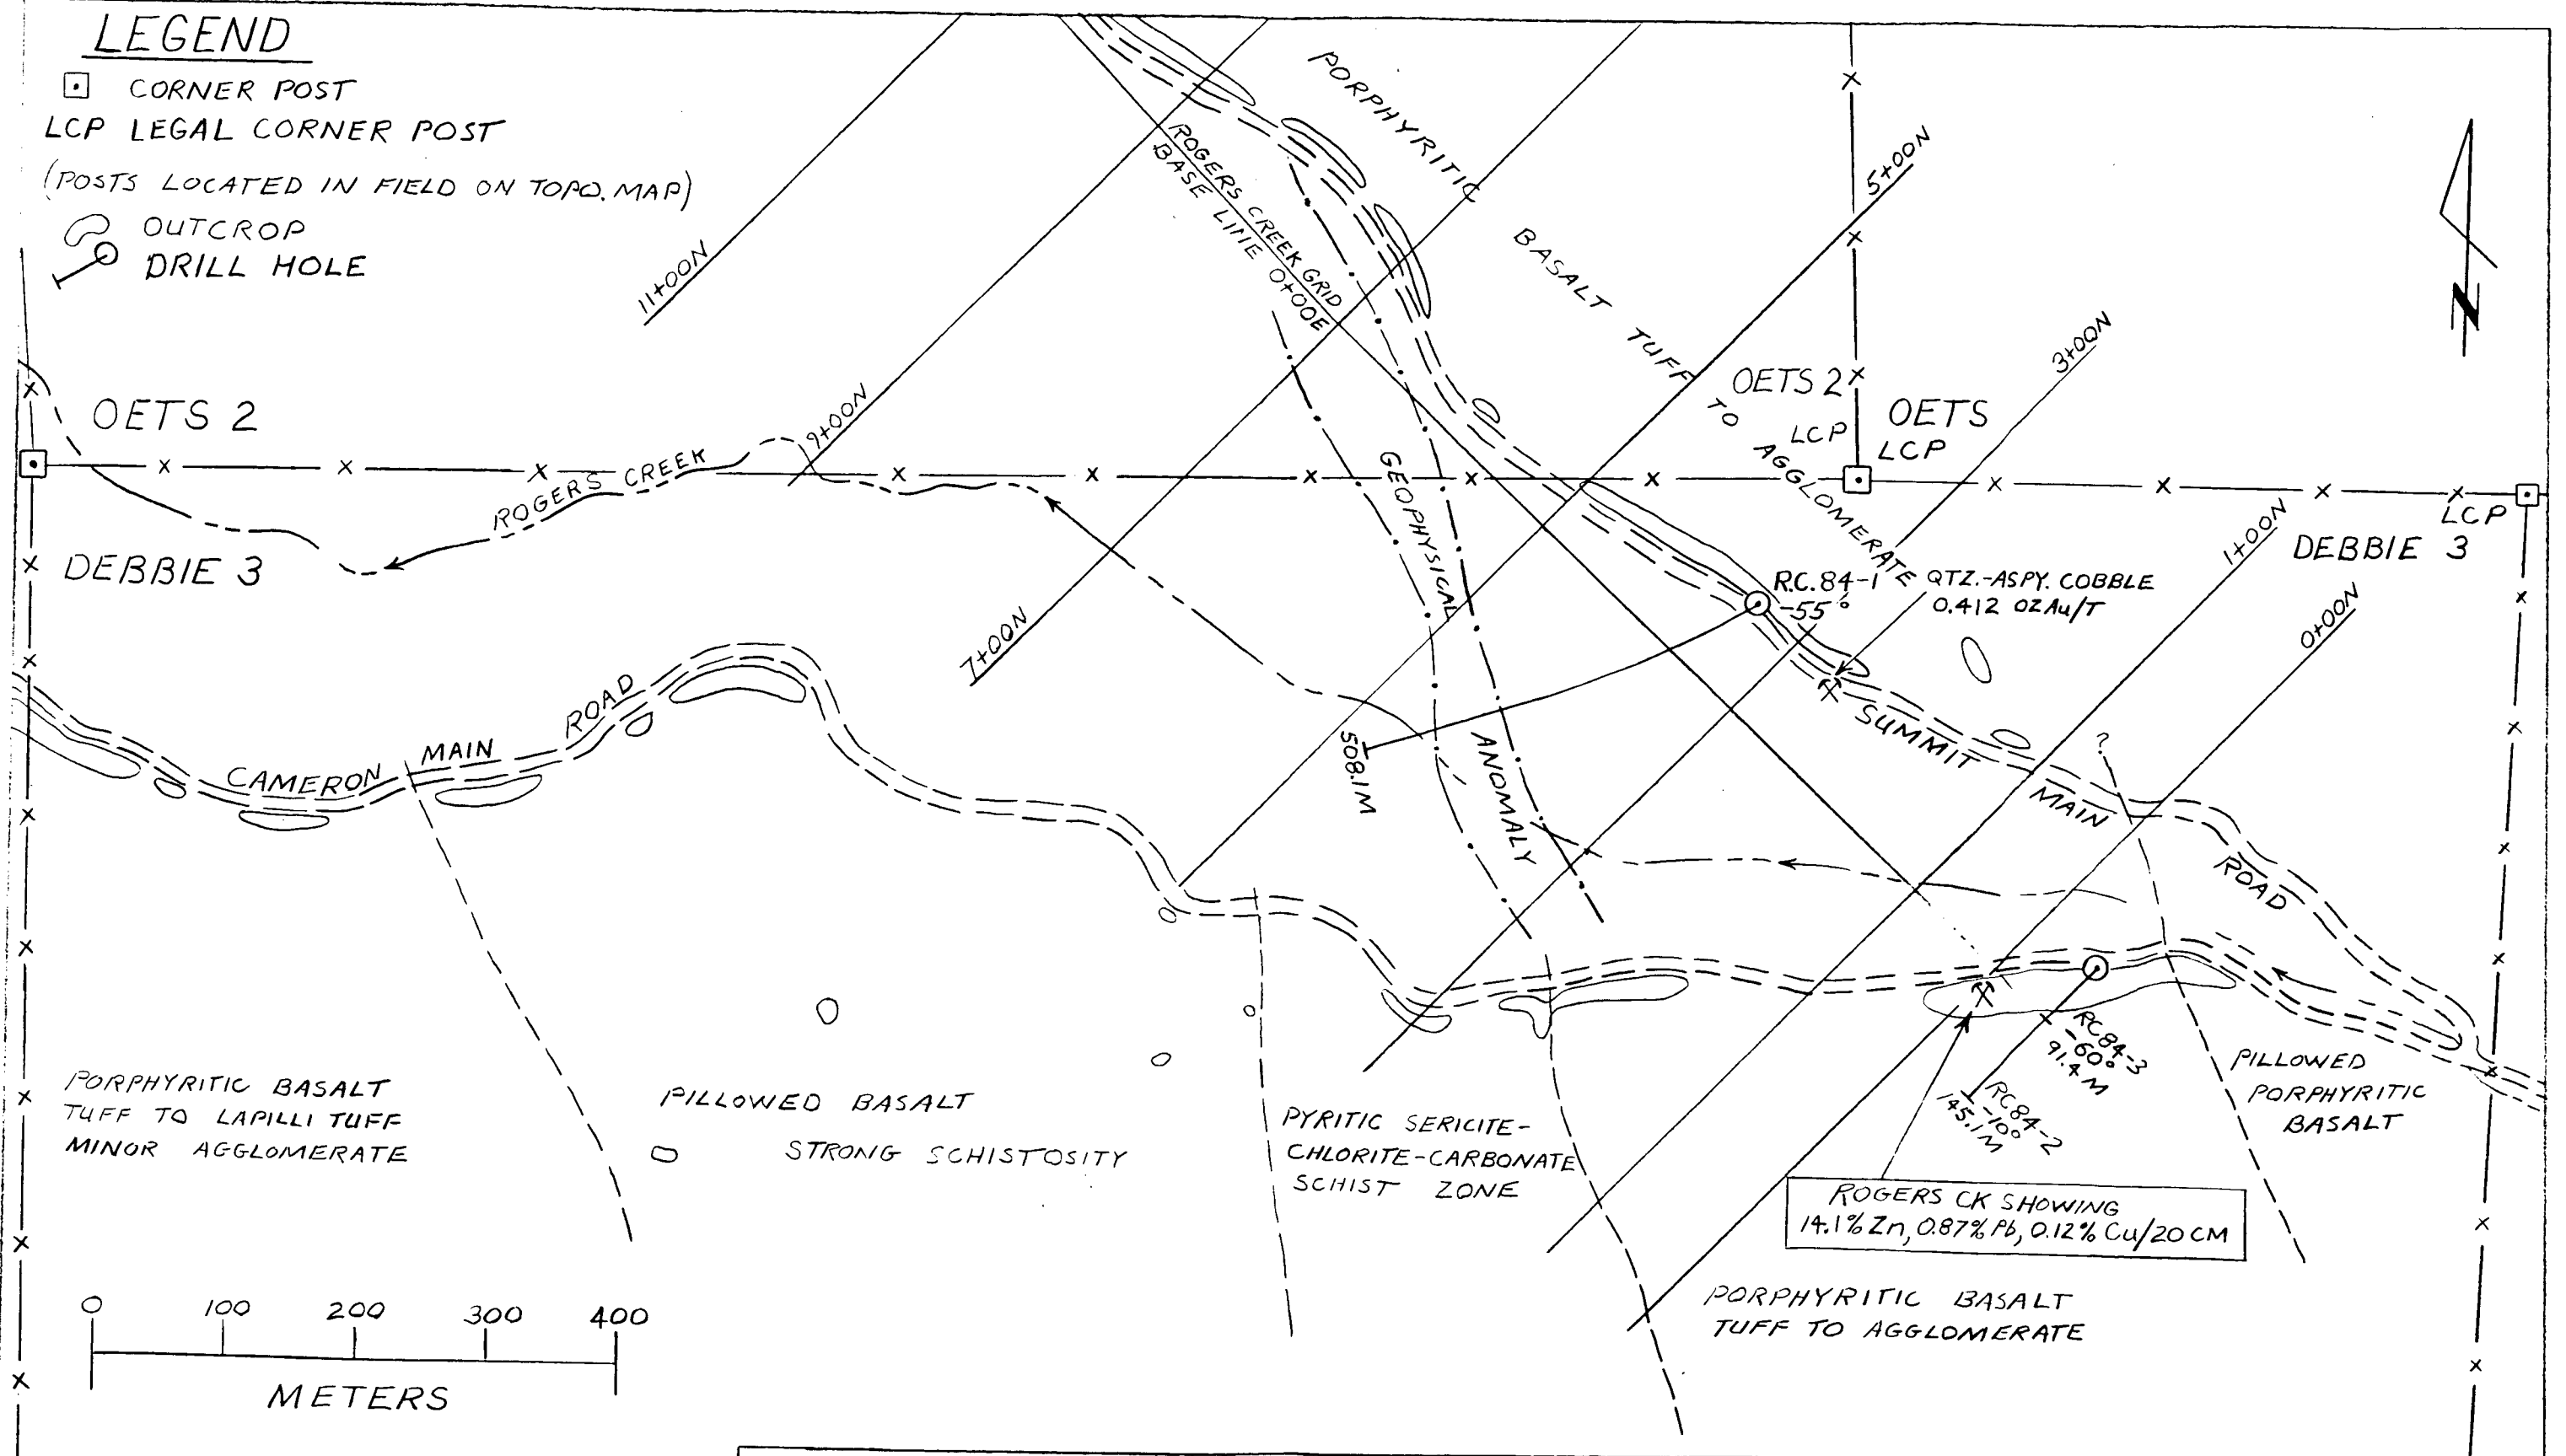 LEGEND
CORNER POST
LCP LEGAL CORNER POST
(POSTS LOCATED IN FIELD ON TOPO. MAP)
OUTCROP
DRILL HOLE
PORPHYRITIC
BASALT TUFF
TO AGGLOMERATE
ROGERS CREEK GRID
BASE LINE 0+00E
11+00N
9+00N
7+00N
5+00N
3+00N
1+00N
0+00N
N
OETS 2
OETS 2
LCP
OETS
LCP
LCP
DEBBIE 3
DEBBIE 3
ROGERS CREEK
GEOPHYSICAL
ANOMALY
R.C. 84-1
-55°
508.1M
QTZ.-ASPY. COBBLE
0.412 OZAu/T
CAMERON MAIN ROAD
SUMMIT MAIN ROAD
?
RC84-3
-60°
91.4 M
RC84-2
-10°
145.1M
PORPHYRITIC BASALT
TUFF TO LAPILLI TUFF
MINOR AGGLOMERATE
PILLOWED BASALT
STRONG SCHISTOSITY
PYRITIC SERICITE-
CHLORITE-CARBONATE
SCHIST ZONE
PILLOWED
PORPHYRITIC
BASALT
ROGERS CK SHOWING
14.1% Zn, 0.87% Pb, 0.12% Cu/20 CM
PORPHYRITIC BASALT
TUFF TO AGGLOMERATE
0 100 200 300 400
METERS